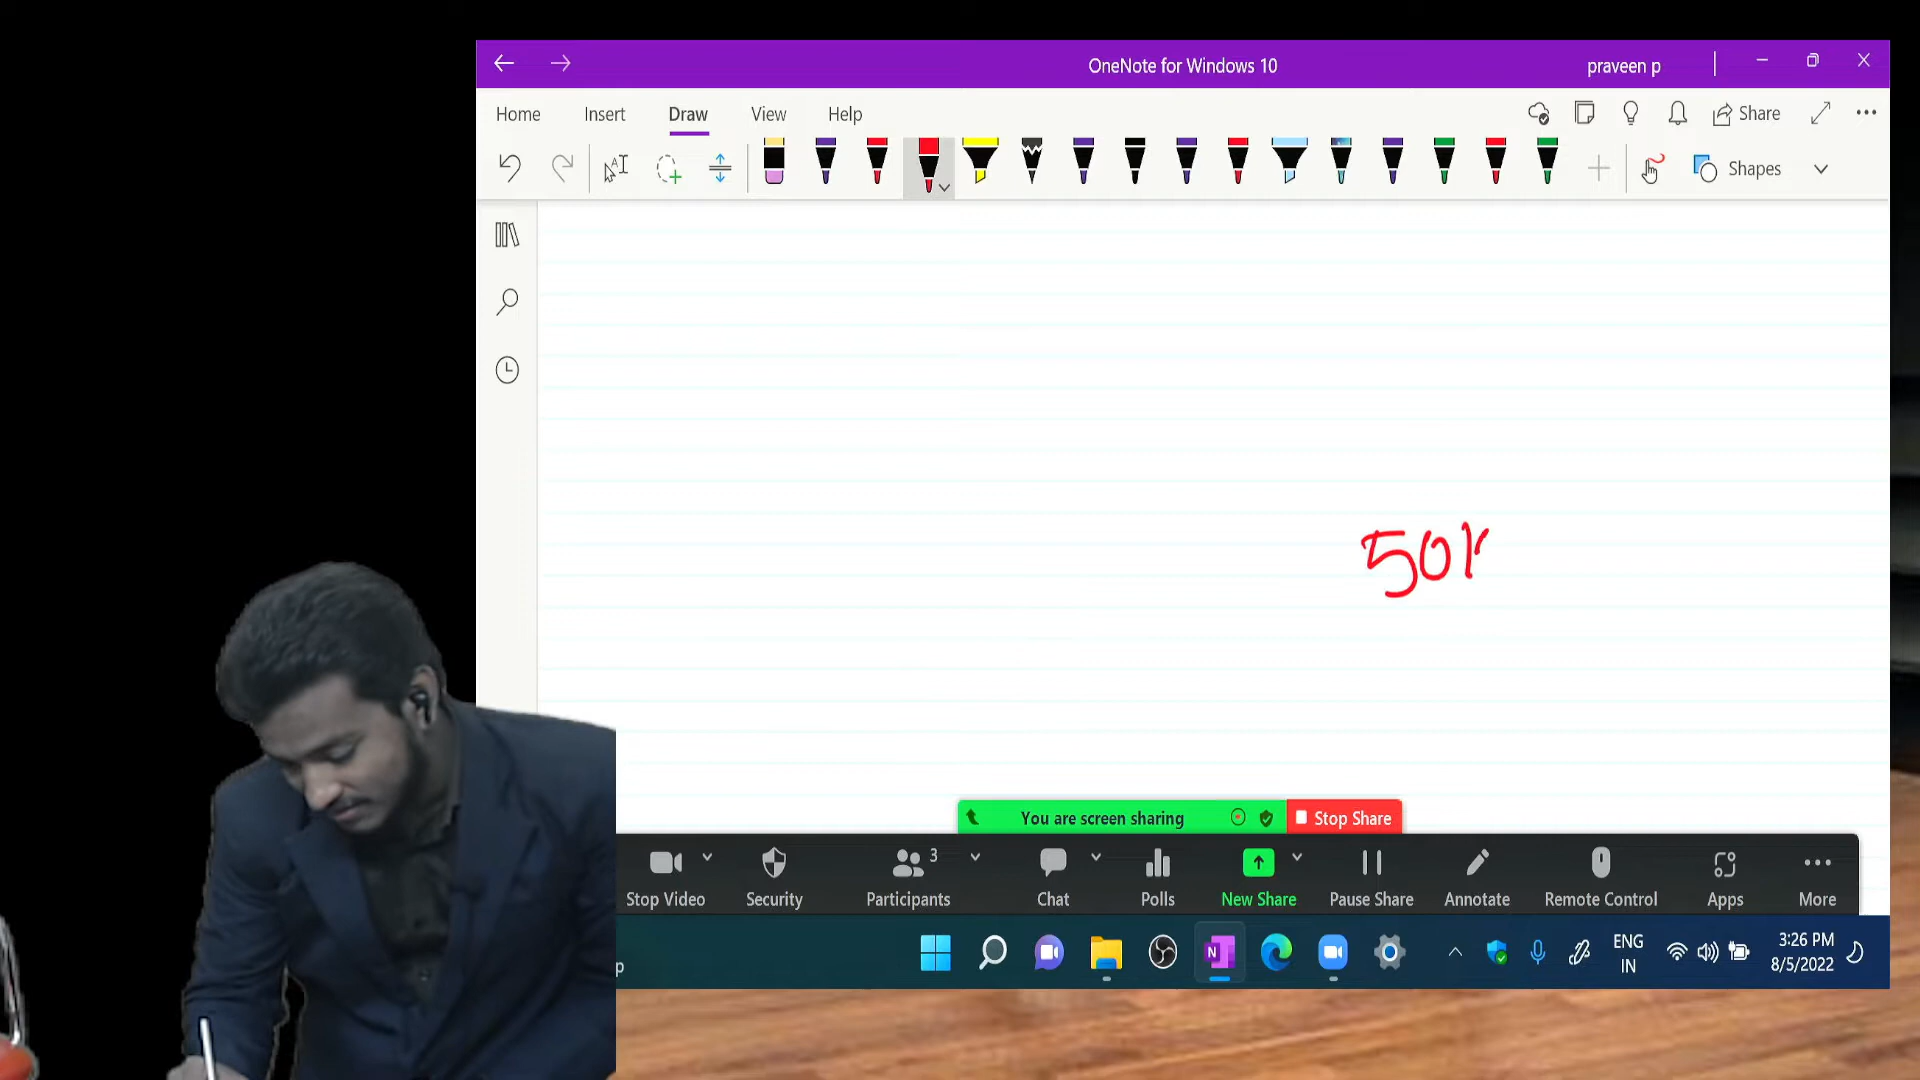 OneNote for Windows 10
praveen p
Home Insert Draw View Help
Share
Shapes
You are screen sharing
Stop Share
3
Stop Video Security Participants Chat Polls New Share Pause Share Annotate Remote Control Apps More
N
p
ENG
IN
3:26 PM
8/5/2022